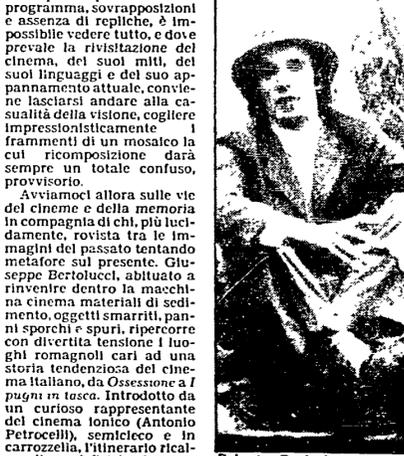 programma, sovrapposizioni
e assenza di repliche, è im-
possibile vedere tutto, e dove
prevale la rivisitazione del
cinema, dei suoi miti, dei
suoi linguaggi e del suo ap-
pannamento attuale, convie-
ne lasciarsi andare alla ca-
sualità della visione, cogliere
impressionisticamente i
frammenti di un mosaico la
cui ricomposizione darà
sempre un totale confuso,
provvisorio.
Avviamoci allora sulle vie
del cineme e della memoria
in compagnia di chi, più luci-
damente, rovista tra le im-
magini del passato tentando
metafore sul presente. Giu-
seppe Bertolucci, abituato a
rinvenire dentro la macchi-
na cinema materiali di sedi-
mento, oggetti smarriti, pan-
ni sporchi e spuri, ripercorre
con divertita tensione i luo-
ghi romagnoli cari ad una
storia tendenziosa del cine-
ma italiano, da Ossessione a I
pugni in tasca. Introdotto da
un curioso rappresentante
del cinema ionico (Antonio
Petrocelli), semicieco e in
carrozzella, l'itinerario rical-